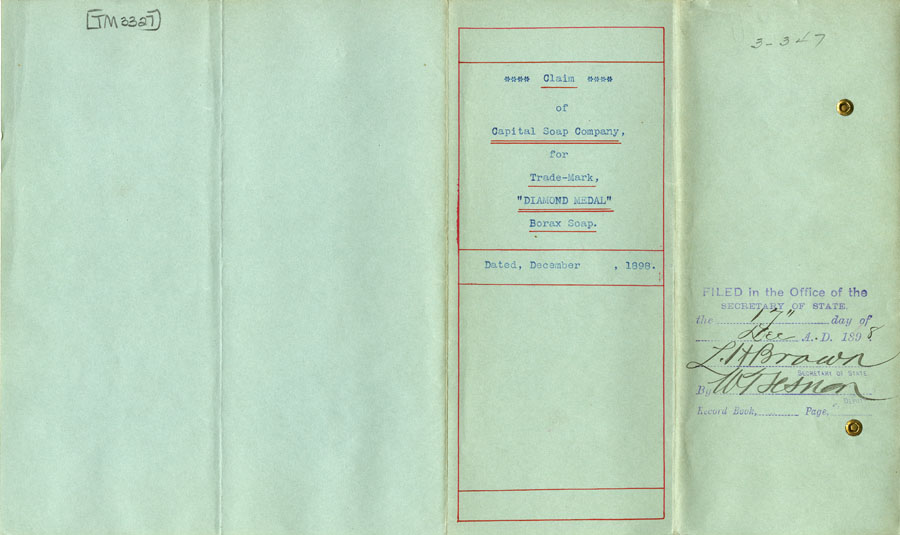 TM 3327
**** Claim ****
of
Capital Soap Company,
for
Trade-Mark,
"DIAMOND MEDAL"
Borax Soap.
Dated, December , 1898.
3-347
FILED in the Office of the
SECRETARY OF STATE,
the 17" day of
Dec A. D. 1898
L. H. Brown
SECRETARY OF STATE
By
DEPUTY
Record Book, Page,